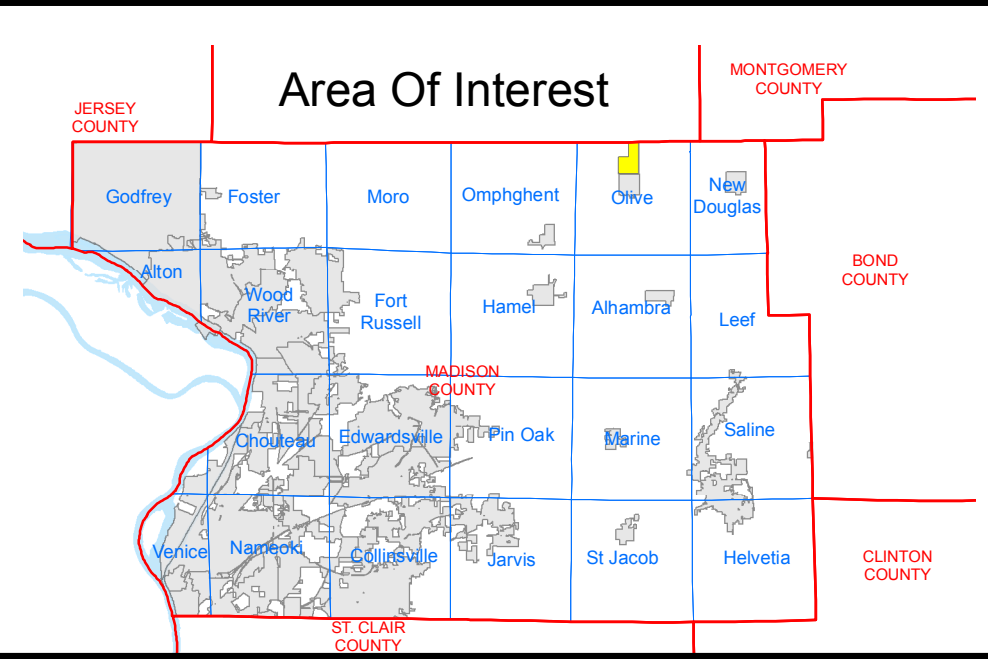 Area Of Interest
MONTGOMERY
COUNTY
JERSEY
COUNTY
Godfrey
Foster
Moro
Omphghent
Olive
New
Douglas
Alton
Wood
River
Fort
Russell
Hamel
Alhambra
Leef
BOND
COUNTY
MADISON
COUNTY
Chouteau
Edwardsville
Pin Oak
Marine
Saline
Venice
Nameoki
Collinsville
Jarvis
St Jacob
Helvetia
CLINTON
COUNTY
ST. CLAIR
COUNTY